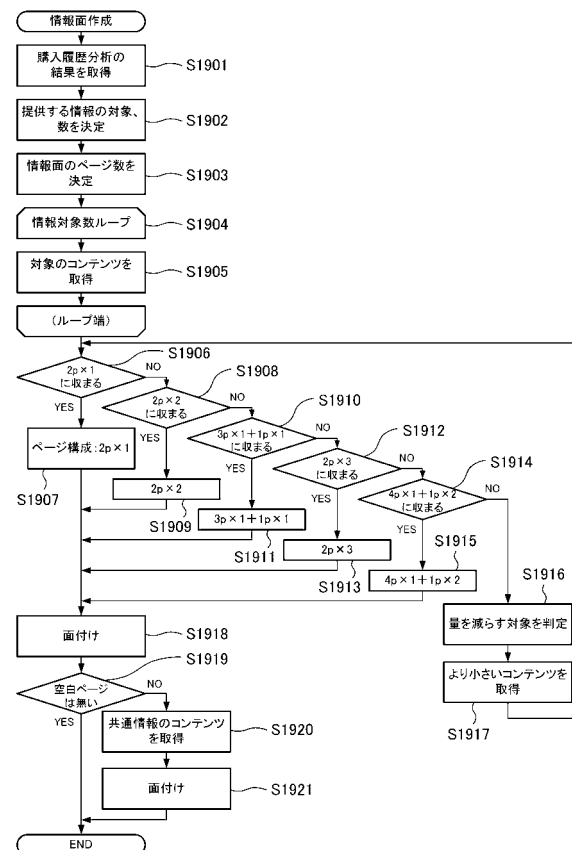 情報面作成
購入履歴分析の
結果を取得
S1901
提供する情報の対象、
数を決定
S1902
情報面のページ数を
決定
S1903
情報対象数ループ
S1904
対象のコンテンツを
取得
S1905
(ループ端)
S1906
2p×1
に収まる
NO
YES
S1908
2p×2
に収まる
NO
YES
S1910
3p×1+1p×1
に収まる
NO
YES
S1912
2p×3
に収まる
NO
YES
S1914
4p×1+1p×2
に収まる
NO
YES
ページ構成:2p×1
S1907
2p×2
S1909
3p×1+1p×1
S1911
2p×3
S1913
S1915
4p×1+1p×2
S1916
量を減らす対象を判定
より小さいコンテンツを
取得
S1917
面付け
S1918
S1919
空白ページ
は無い
NO
YES
共通情報のコンテンツ
を取得
S1920
面付け
S1921
END